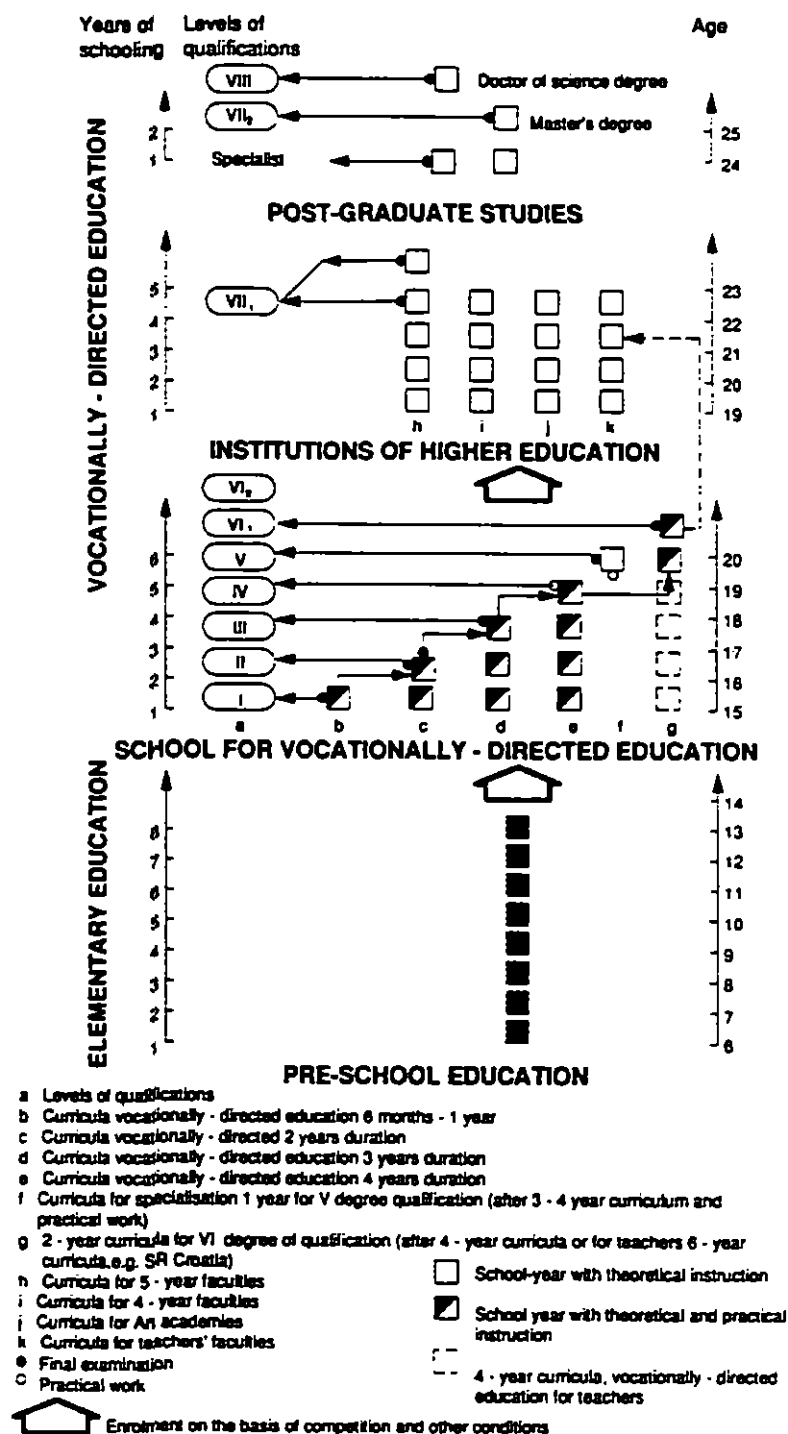 Years of schooling
Levels of qualifications
Age
VIII
Doctor of science degree
VII₂
Master's degree
2
25
1
Specialist
24
POST-GRADUATE STUDIES
VOCATIONALLY - DIRECTED EDUCATION
5
VII₁
23
4
22
3
21
2
20
1
19
h i j k
INSTITUTIONS OF HIGHER EDUCATION
VI₂
VI₁
6
V
20
5
IV
19
4
III
18
3
II
17
2
16
1
I
15
a b c d e f g
SCHOOL FOR VOCATIONALLY - DIRECTED EDUCATION
ELEMENTARY EDUCATION
14
8
13
7
12
6
11
5
10
4
9
3
8
2
7
1
6
PRE-SCHOOL EDUCATION
a Levels of qualifications
b Curricula vocationally - directed education 6 months - 1 year
c Curricula vocationally - directed 2 years duration
d Curricula vocationally - directed education 3 years duration
e Curricula vocationally - directed education 4 years duration
f Curricula for specialisation 1 year for V degree qualification (after 3 - 4 year curriculum and
practical work)
g 2 - year curricula for VI degree of qualification (after 4 - year curricula or for teachers 6 - year
curricula,e.g. SR Croatia)
h Curricula for 5 - year faculties
i Curricula for 4 - year faculties
j Curricula for Art academies
k Curricula for teachers' faculties
● Final examination
○ Practical work
School-year with theoretical instruction
School year with theoretical and practical
instruction
4 - year curricula, vocationally - directed
education for teachers
Enrolment on the basis of competition and other conditions